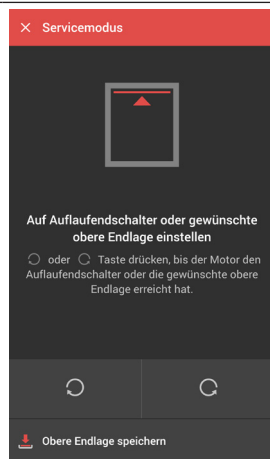 Servicemodus
Auf Auflaufendschalter oder gewünschte
obere Endlage einstellen
oder Taste drücken, bis der Motor den
Auflaufendschalter oder die gewünschte obere
Endlage erreicht hat.
Obere Endlage speichern